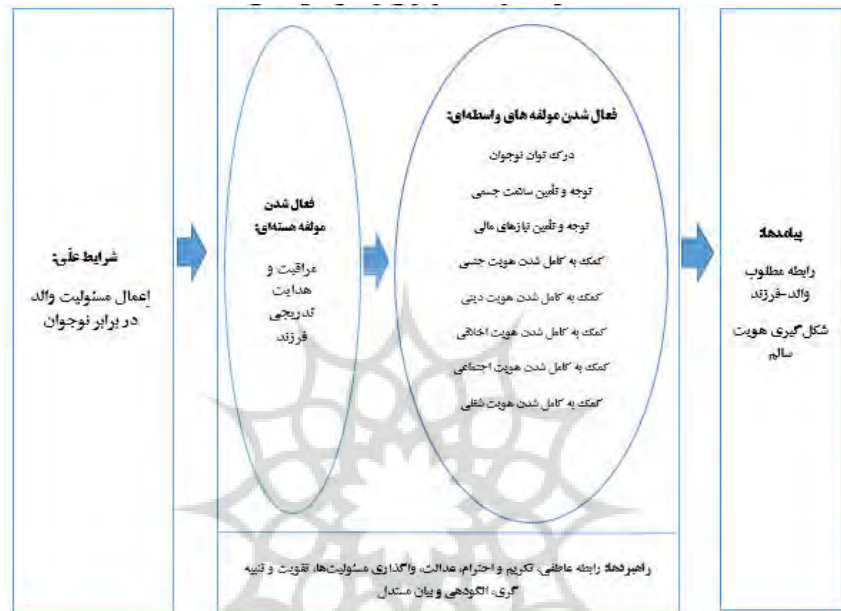 شرایط علّی:
اعمال مسئولیت والد
در برابر نوجوان
فعال شدن
مولفه هسته‌ای:
مراقبت و
هدایت
تدریجی
فرزند
فعال شدن مولفه های واسطه‌ای:
درک توان نوجوان
توجه و تأمین سلامت جسمی
توجه و تأمین نیازهای مالی
کمک به کامل شدن هویت جنسی
کمک به کامل شدن هویت دینی
کمک به کامل شدن هویت اخلاقی
کمک به کامل شدن هویت اجتماعی
کمک به کامل شدن هویت شغلی
پیامدها:
رابطه مطلوب
والد-فرزند
شکل‌گیری هویت
سالم
راهبردها: رابطه عاطفی، تکریم و احترام، عدالت، واگذاری مسئولیت‌ها، تقویت و تنبیه
گری، الگودهی و بیان مستدل